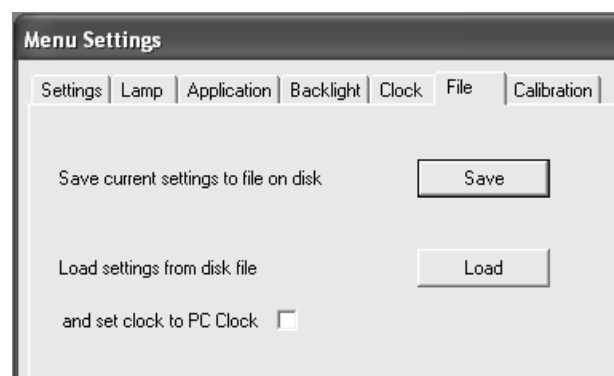 Menu Settings
Settings Lamp Application Backlight Clock File Calibration
Save current settings to file on disk Save
Load settings from disk file Load
and set clock to PC Clock